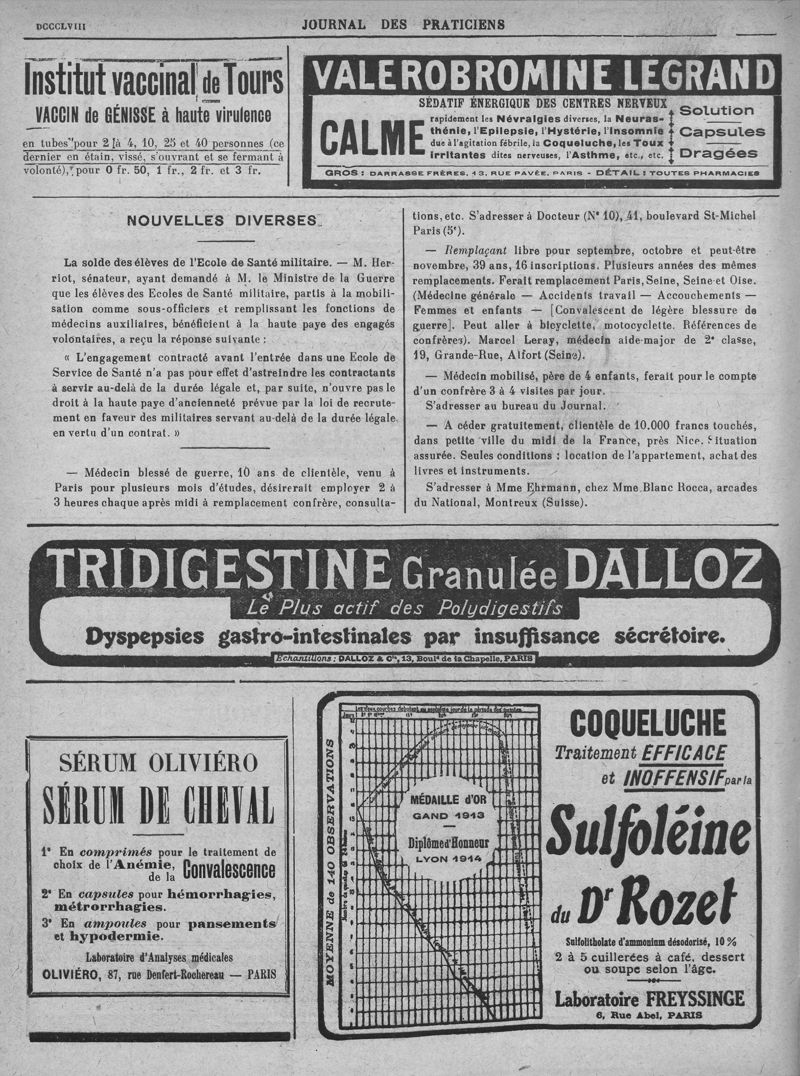 DCCCLVIII
JOURNAL DES PRATICIENS
Institut vaccinal de Tours
VACCIN de GÉNISSE à haute virulence
en tubes pour 2 à 4, 10, 25 et 40 personnes (ce
dernier en étain, vissé, s'ouvrant et se fermant à
volonté), pour 0 fr. 50, 1 fr., 2 fr. et 3 fr.
VALEROBROMINE LEGRAND
SÉDATIF ÉNERGIQUE DES CENTRES NERVEUX
CALME
rapidement les Névralgies diverses, la Neuras-
thénie, l'Epilepsie, l'Hystérie, l'Insomnie
due à l'agitation fébrile, la Coqueluche, les Toux
irritantes dites nerveuses, l'Asthme, etc., etc.
Solution
Capsules
Dragées
GROS : DARRASSE FRÈRES, 13, RUE PAVÉE, PARIS - DÉTAIL : TOUTES PHARMACIES
NOUVELLES DIVERSES
La solde des élèves de l'Ecole de Santé militaire. — M. Her-
riot, sénateur, ayant demandé à M. le Ministre de la Guerre
que les élèves des Ecoles de Santé militaire, partis à la mobili-
sation comme sous-officiers et remplissant les fonctions de
médecins auxiliaires, bénéficient à la haute paye des engagés
volontaires, a reçu la réponse suivante :
« L'engagement contracté avant l'entrée dans une Ecole de
Service de Santé n'a pas pour effet d'astreindre les contractants
à servir au-delà de la durée légale et, par suite, n'ouvre pas le
droit à la haute paye d'ancienneté prévue par la loi de recrute-
ment en faveur des militaires servant au-delà de la durée légale
en vertu d'un contrat. »
— Médecin blessé de guerre, 10 ans de clientèle, venu à
Paris pour plusieurs mois d'études, désirerait employer 2 à
3 heures chaque après midi à remplacement confrère, consulta-
tions, etc. S'adresser à Docteur (N° 10), 41, boulevard St-Michel
Paris (5e).
— Remplaçant libre pour septembre, octobre et peut-être
novembre, 39 ans, 16 inscriptions. Plusieurs années des mêmes
remplacements. Ferait remplacement Paris, Seine, Seine et Oise.
(Médecine générale — Accidents travail — Accouchements —
Femmes et enfants — [Convalescent de légère blessure de
guerre]. Peut aller à bicyclette, motocyclette. Références de
confrères). Marcel Leray, médecin aide-major de 2e classe,
19, Grande-Rue, Alfort (Seine).
— Médecin mobilisé, père de 4 enfants, ferait pour le compte
d'un confrère 3 à 4 visites par jour.
S'adresser au bureau du Journal.
— A céder gratuitement, clientèle de 10.000 francs touchés,
dans petite ville du midi de la France, près Nice. Situation
assurée. Seules conditions : location de l'appartement, achat des
livres et instruments.
S'adresser à Mme Ehrmann, chez Mme Blanc Rocca, arcades
du National, Montreux (Suisse).
TRIDIGESTINE Granulée DALLOZ
Le Plus actif des Polydigestifs
Dyspepsies gastro-intestinales par insuffisance sécrétoire.
Echantillons : DALLOZ & Cie, 13, Boulᵈ de la Chapelle, PARIS
SÉRUM OLIVIÉRO
SÉRUM DE CHEVAL
1° En comprimés pour le traitement de
choix de l'Anémie, de la Convalescence
2° En capsules pour hémorrhagies,
métrorrhagies.
3° En ampoules pour pansements
et hypodermie.
Laboratoire d'Analyses médicales
OLIVIÉRO, 87, rue Denfert-Rochereau — PARIS
MOYENNE de 140 OBSERVATIONS
MÉDAILLE d'OR
GAND 1913
Diplôme d'Honneur
LYON 1914
COQUELUCHE
Traitement EFFICACE
et INOFFENSIF par la
Sulfoléine
du Dr Rozet
Sulfolitholate d'ammonium désodorisé, 10 %
2 à 5 cuillerées à café, dessert
ou soupe selon l'âge.
Laboratoire FREYSSINGE
6, Rue Abel, PARIS